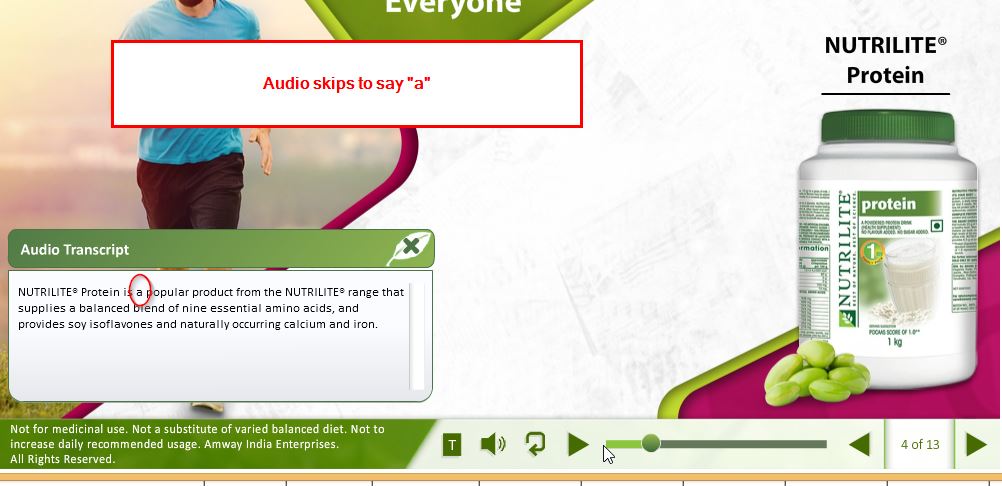 Everyone
Audio skips to say "a"
NUTRILITE®
Protein
Audio Transcript
NUTRILITE® Protein is a popular product from the NUTRILITE® range that
supplies a balanced blend of nine essential amino acids, and
provides soy isoflavones and naturally occurring calcium and iron.
NUTRILITE
protein
A POWDERED PROTEIN DRINK
(HEALTH SUPPLEMENT)
NO FLAVOUR ADDED. NO SUGAR ADDED.
1
PDCAAS SCORE OF 1.0**
1 kg
Not for medicinal use. Not a substitute of varied balanced diet. Not to
increase daily recommended usage. Amway India Enterprises.
All Rights Reserved.
T
4 of 13